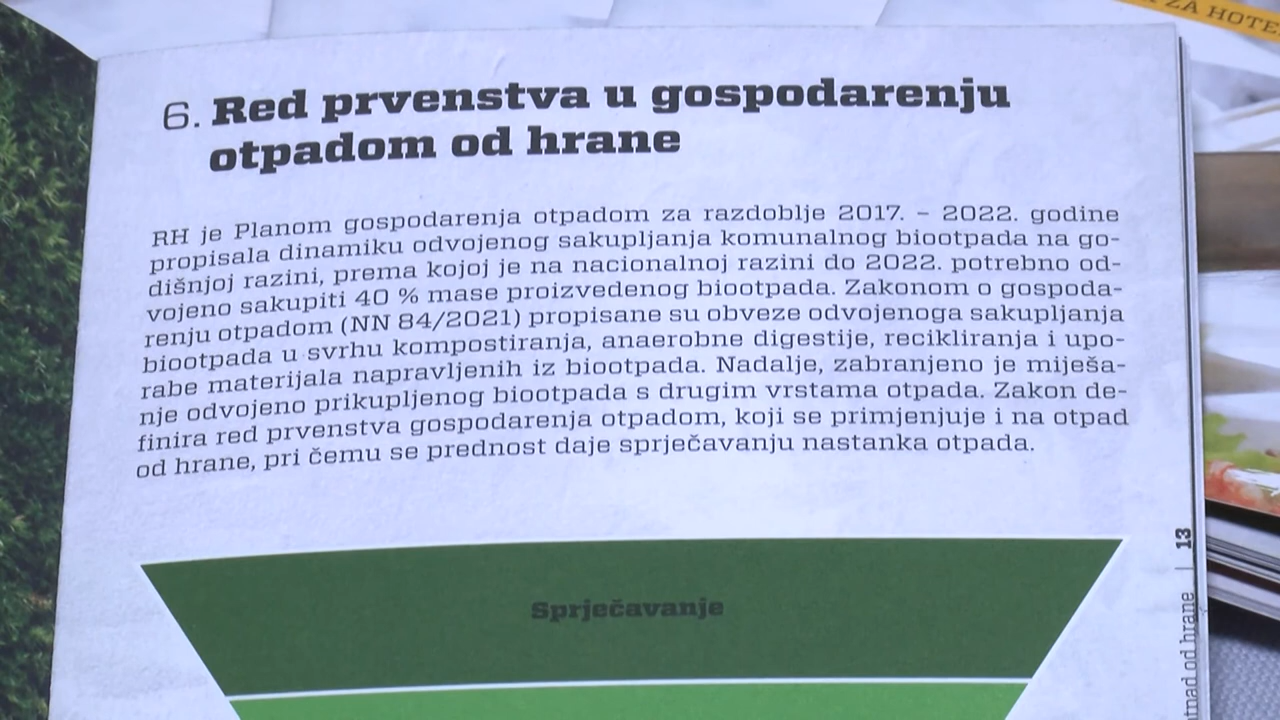 ZA HOTE
6. Red prvenstva u gospodarenju
otpadom od hrane
RH je Planom gospodarenja otpadom za razdoblje 2017. – 2022. godine
propisala dinamiku odvojenog sakupljanja komunalnog biootpada na go-
dišnjoj razini, prema kojoj je na nacionalnoj razini do 2022. potrebno od-
vojeno sakupiti 40 % mase proizvedenog biootpada. Zakonom o gospoda-
renju otpadom (NN 84/2021) propisane su obveze odvojenoga sakupljanja
biootpada u svrhu kompostiranja, anaerobne digestije, recikliranja i upo-
rabe materijala napravljenih iz biootpada. Nadalje, zabranjeno je miješa-
nje odvojeno prikupljenog biootpada s drugim vrstama otpada. Zakon de-
finira red prvenstva gospodarenja otpadom, koji se primjenjuje i na otpad
od hrane, pri čemu se prednost daje sprječavanju nastanka otpada.
Sprječavanje
od hrane | 13